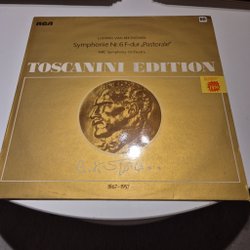 RCA
LUDWIG VAN BEETHOVEN
Symphonie Nr. 6 F-dur „Pastorale"
NBC Symphony Orchestra
TOSCANINI EDITION
1867-1957